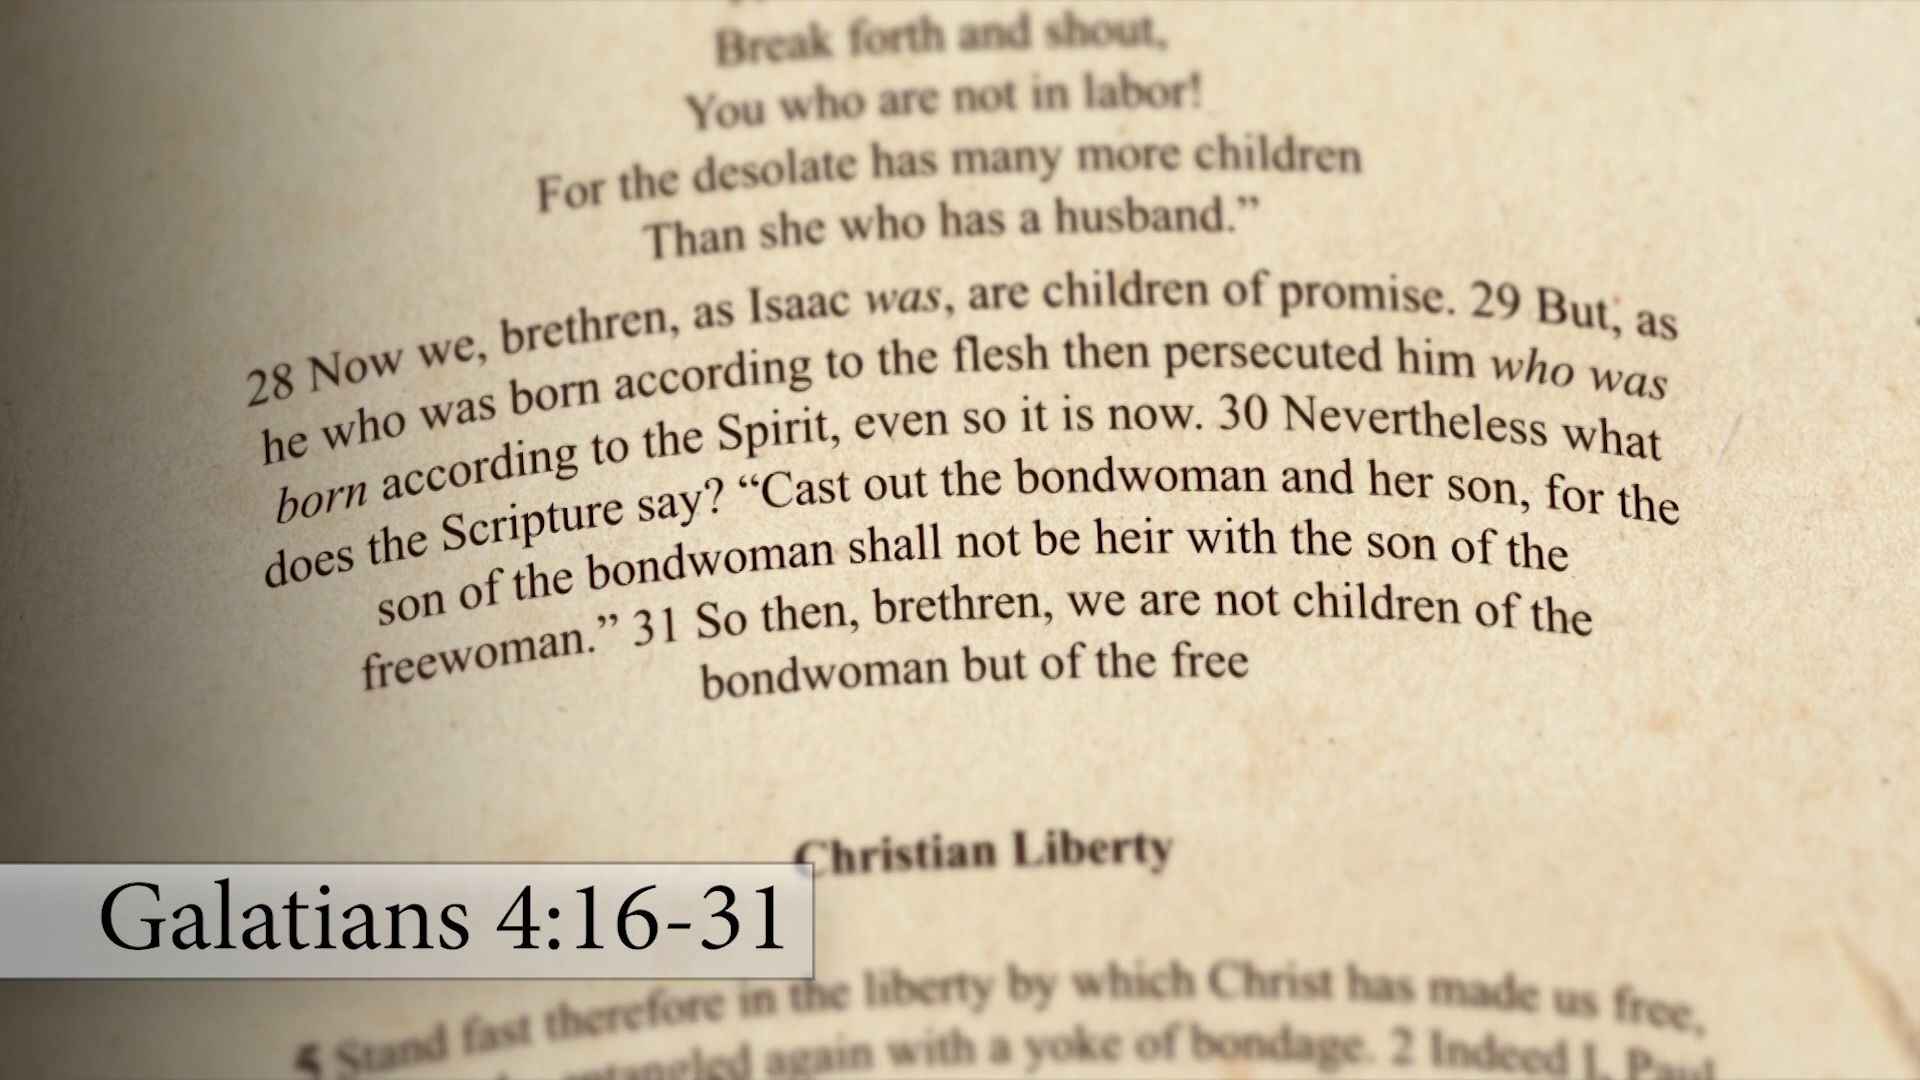 Break forth and shout,
You who are not in labor!
For the desolate has many more children
Than she who has a husband.”
28 Now we, brethren, as Isaac was, are children of promise. 29 But, as
he who was born according to the flesh then persecuted him who was
born according to the Spirit, even so it is now. 30 Nevertheless what
does the Scripture say? “Cast out the bondwoman and her son, for the
son of the bondwoman shall not be heir with the son of the
freewoman.” 31 So then, brethren, we are not children of the
bondwoman but of the free
Christian Liberty
Galatians 4:16-31
5 Stand fast therefore in the liberty by which Christ has made us free,
entangled again with a yoke of bondage. 2 Indeed I, Paul